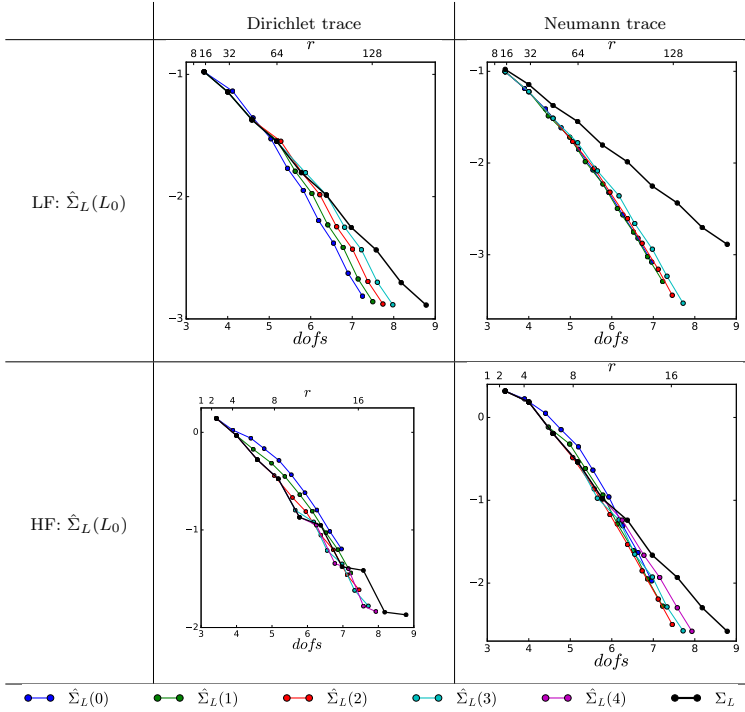 Dirichlet trace Neumann trace
r r
8 16 32 64 128 8 16 32 64 128
−1 −1
−2 −2
−3 −3
LF: Σ̂_L(L_0)
3 4 5 6 7 8 9 3 4 5 6 7 8 9
dofs dofs
r r
1 2 4 8 16 1 2 4 8 16
0 0
−1 −1
−2 −2
HF: Σ̂_L(L_0)
3 4 5 6 7 8 9 3 4 5 6 7 8 9
dofs dofs
Σ̂_L(0) Σ̂_L(1) Σ̂_L(2) Σ̂_L(3) Σ̂_L(4) Σ_L